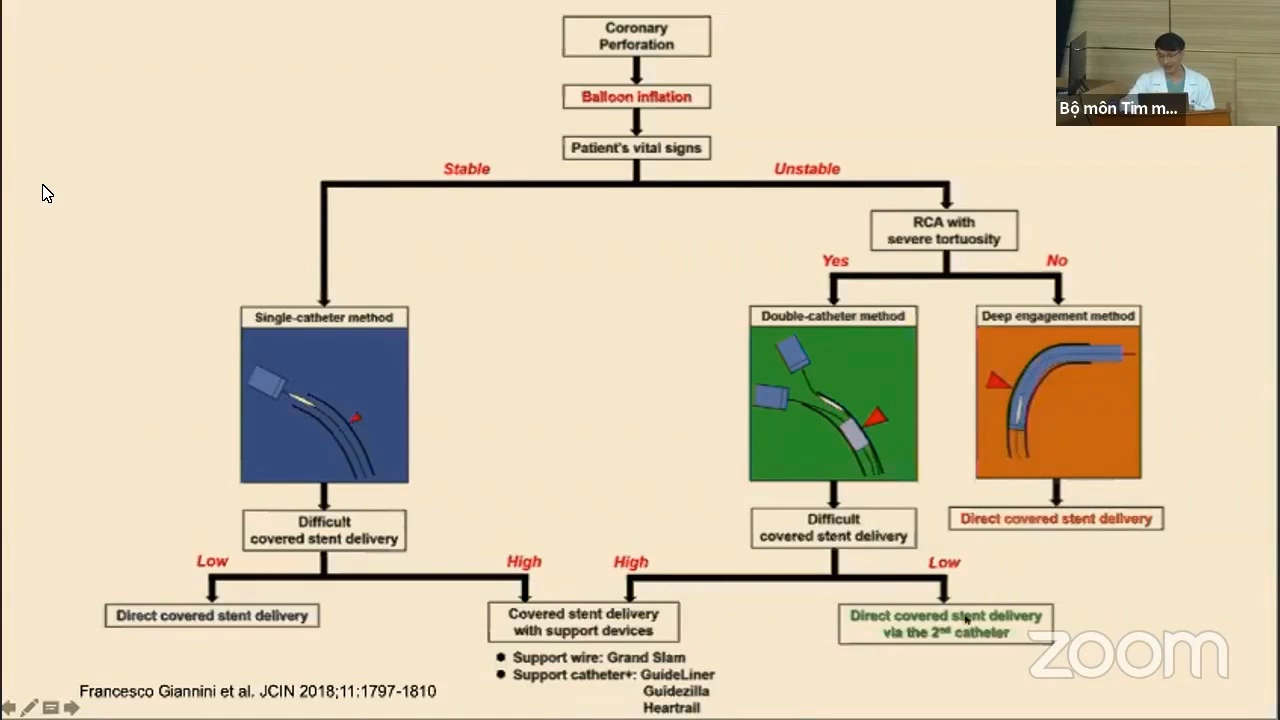 Coronary
Perforation
Balloon inflation
Patient's vital signs
Stable
Unstable
RCA with
severe tortuosity
Yes
No
Single-catheter method
Double-catheter method
Deep engagement method
Difficult
covered stent delivery
Difficult
covered stent delivery
Direct covered stent delivery
Low
High
High
Low
Direct covered stent delivery
Covered stent delivery
with support devices
Direct covered stent delivery
via the 2nd catheter
● Support wire: Grand Slam
● Support catheter+: GuideLiner
Guidezilla
Heartrail
Francesco Giannini et al. JCIN 2018;11:1797-1810
Bộ môn Tim m...
zoom